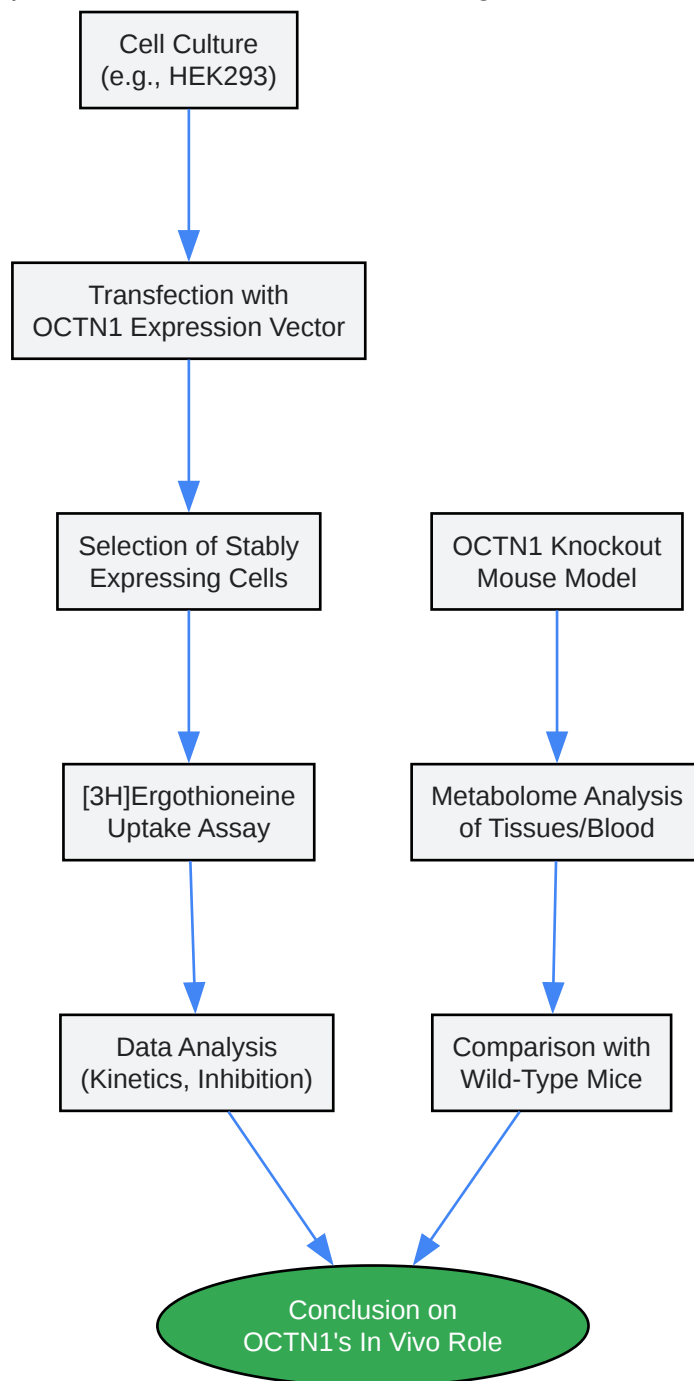 Cell Culture
(e.g., HEK293)
Transfection with
OCTN1 Expression Vector
Selection of Stably
Expressing Cells
OCTN1 Knockout
Mouse Model
[3H]Ergothioneine
Uptake Assay
Metabolome Analysis
of Tissues/Blood
Data Analysis
(Kinetics, Inhibition)
Comparison with
Wild-Type Mice
Conclusion on
OCTN1's In Vivo Role